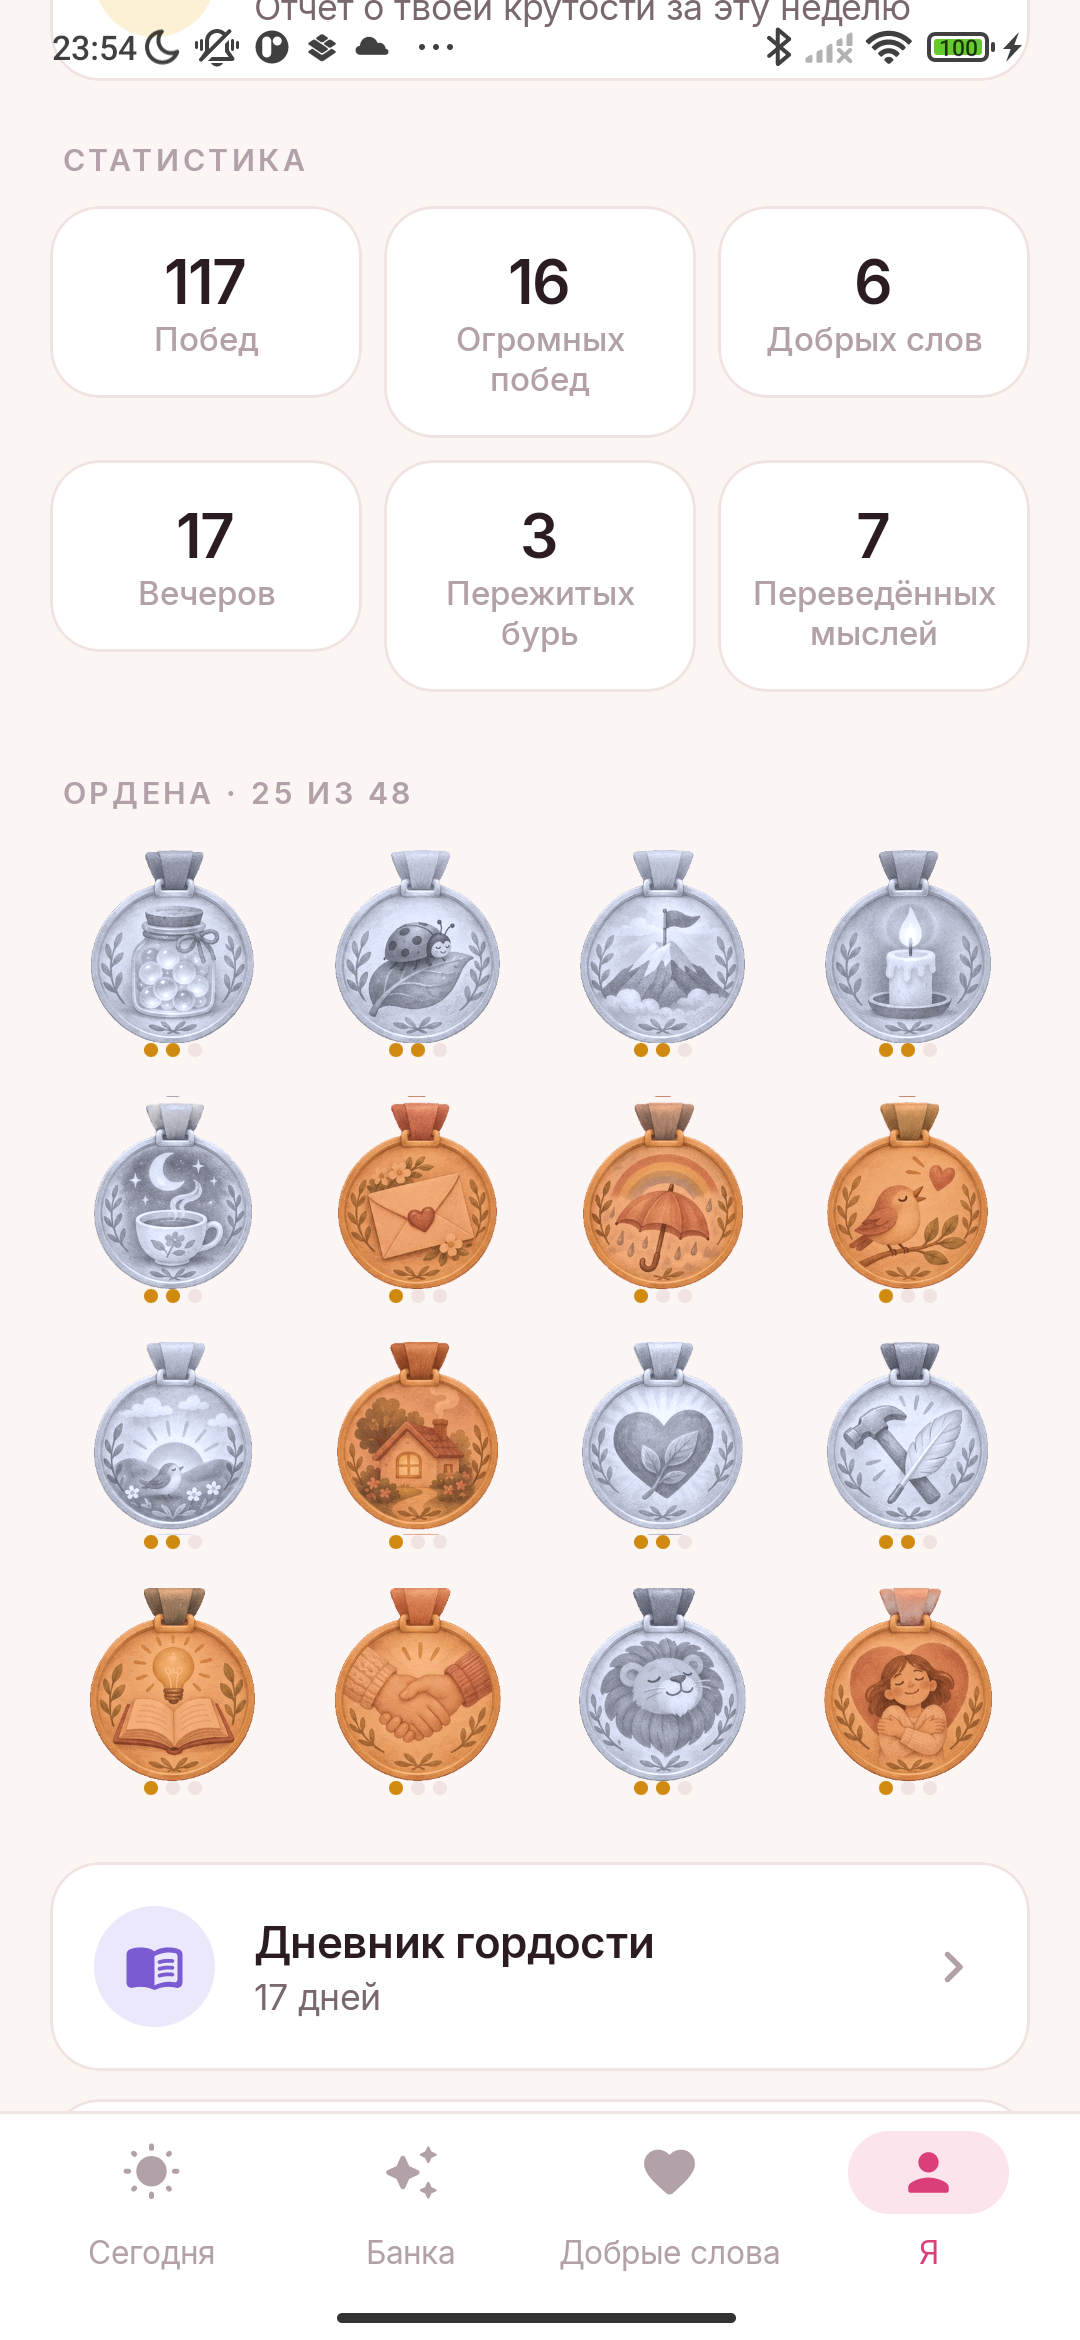 Отчёт о твоей крутости за эту неделю
23:54
100
СТАТИСТИКА
117
Побед
16
Огромных
побед
6
Добрых слов
17
Вечеров
3
Пережитых
бурь
7
Переведённых
мыслей
ОРДЕНА · 25 ИЗ 48
Дневник гордости
17 дней
Сегодня
Банка
Добрые слова
Я